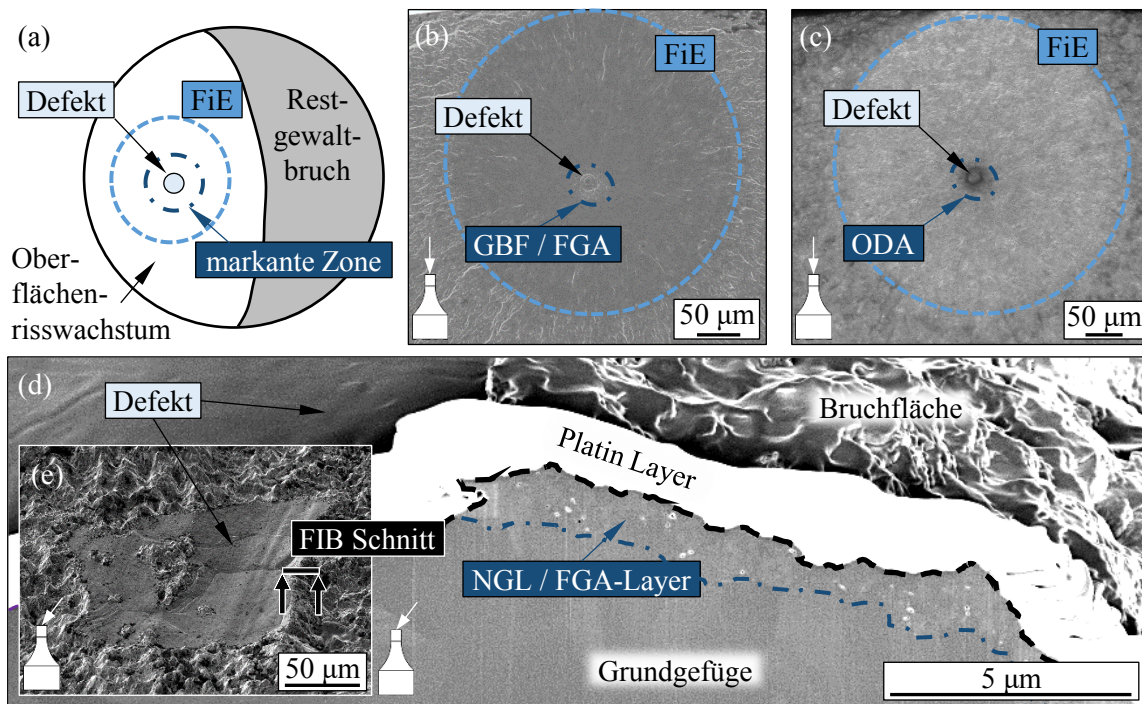 (a)
Defekt
FiE
Rest-
gewalt-
bruch
markante Zone
Ober-
flächen-
risswachstum
(b)
FiE
Defekt
GBF / FGA
50 µm
(c)
FiE
Defekt
ODA
50 µm
(d)
Defekt
Bruchfläche
Platin Layer
(e)
FIB Schnitt
NGL / FGA-Layer
50 µm
Grundgefüge
5 µm